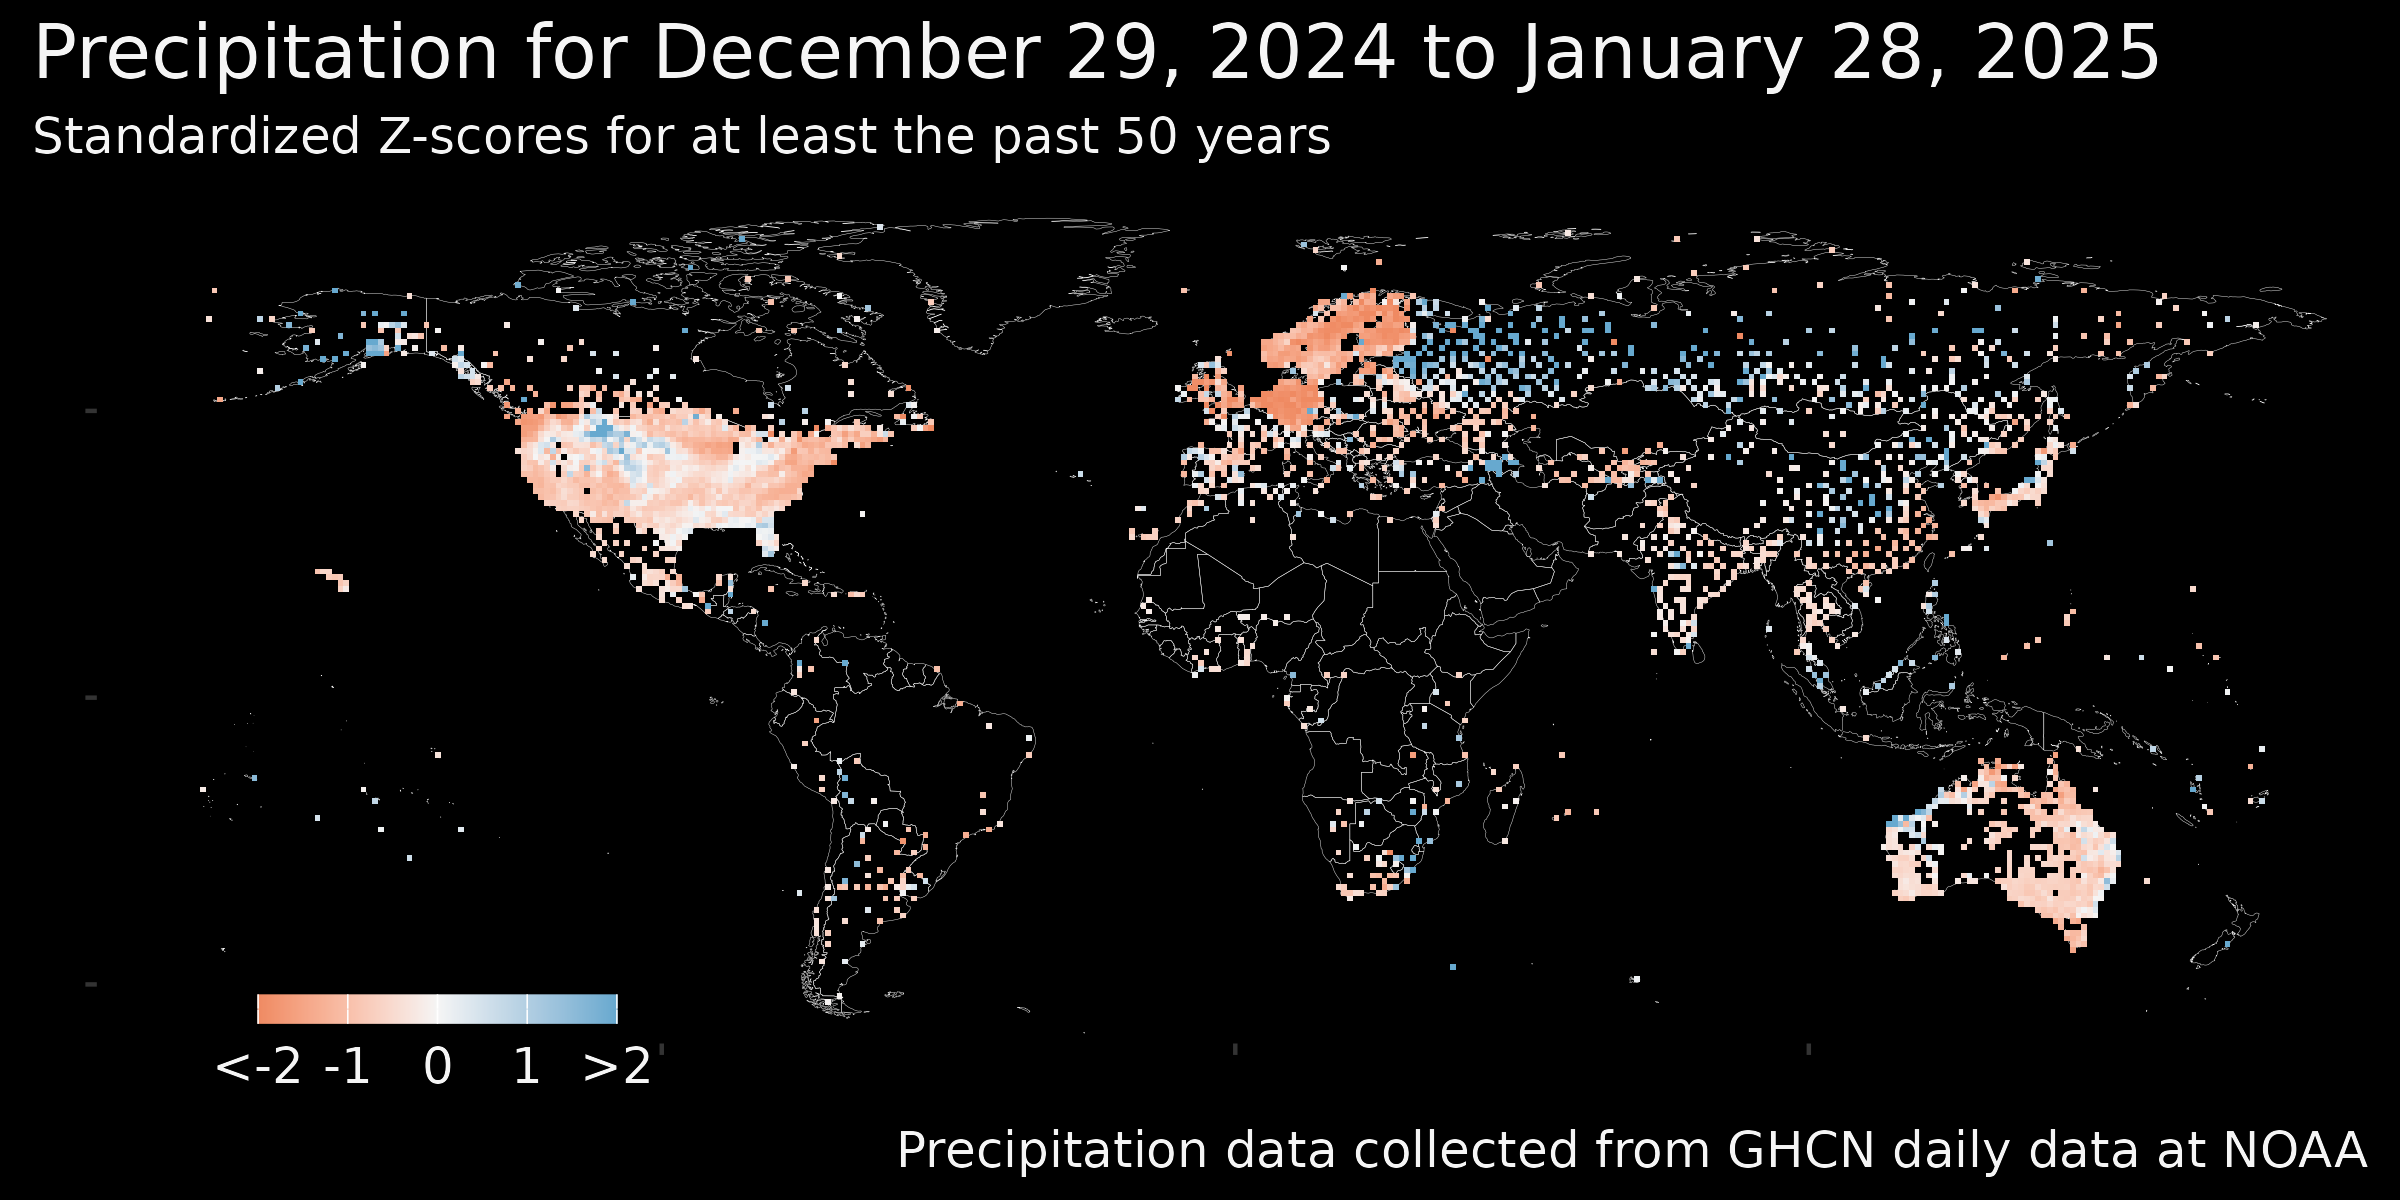 Precipitation for December 29, 2024 to January 28, 2025
Standardized Z-scores for at least the past 50 years
<-2 -1 0 1 >2
Precipitation data collected from GHCN daily data at NOAA